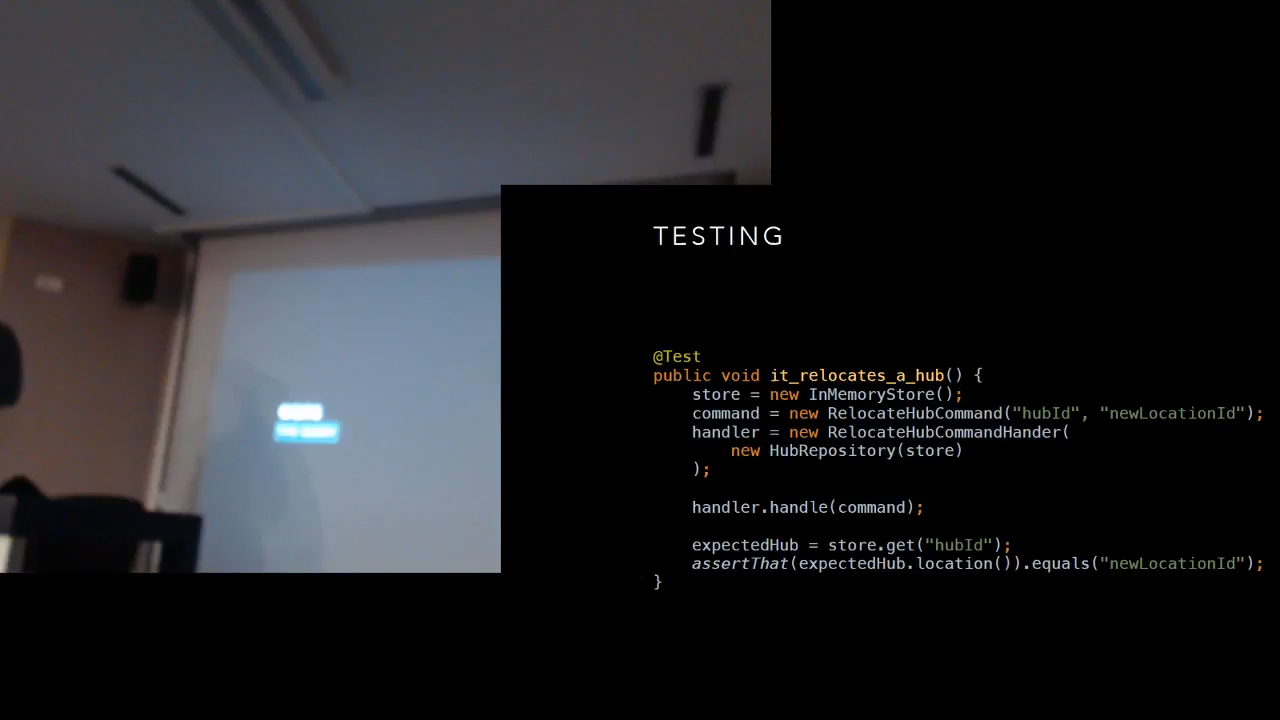 TESTING
@Test
public void it_relocates_a_hub() {
store = new InMemoryStore();
command = new RelocateHubCommand("hubId", "newLocationId");
handler = new RelocateHubCommandHander(
new HubRepository(store)
);
handler.handle(command);
expectedHub = store.get("hubId");
assertThat(expectedHub.location()).equals("newLocationId");
}